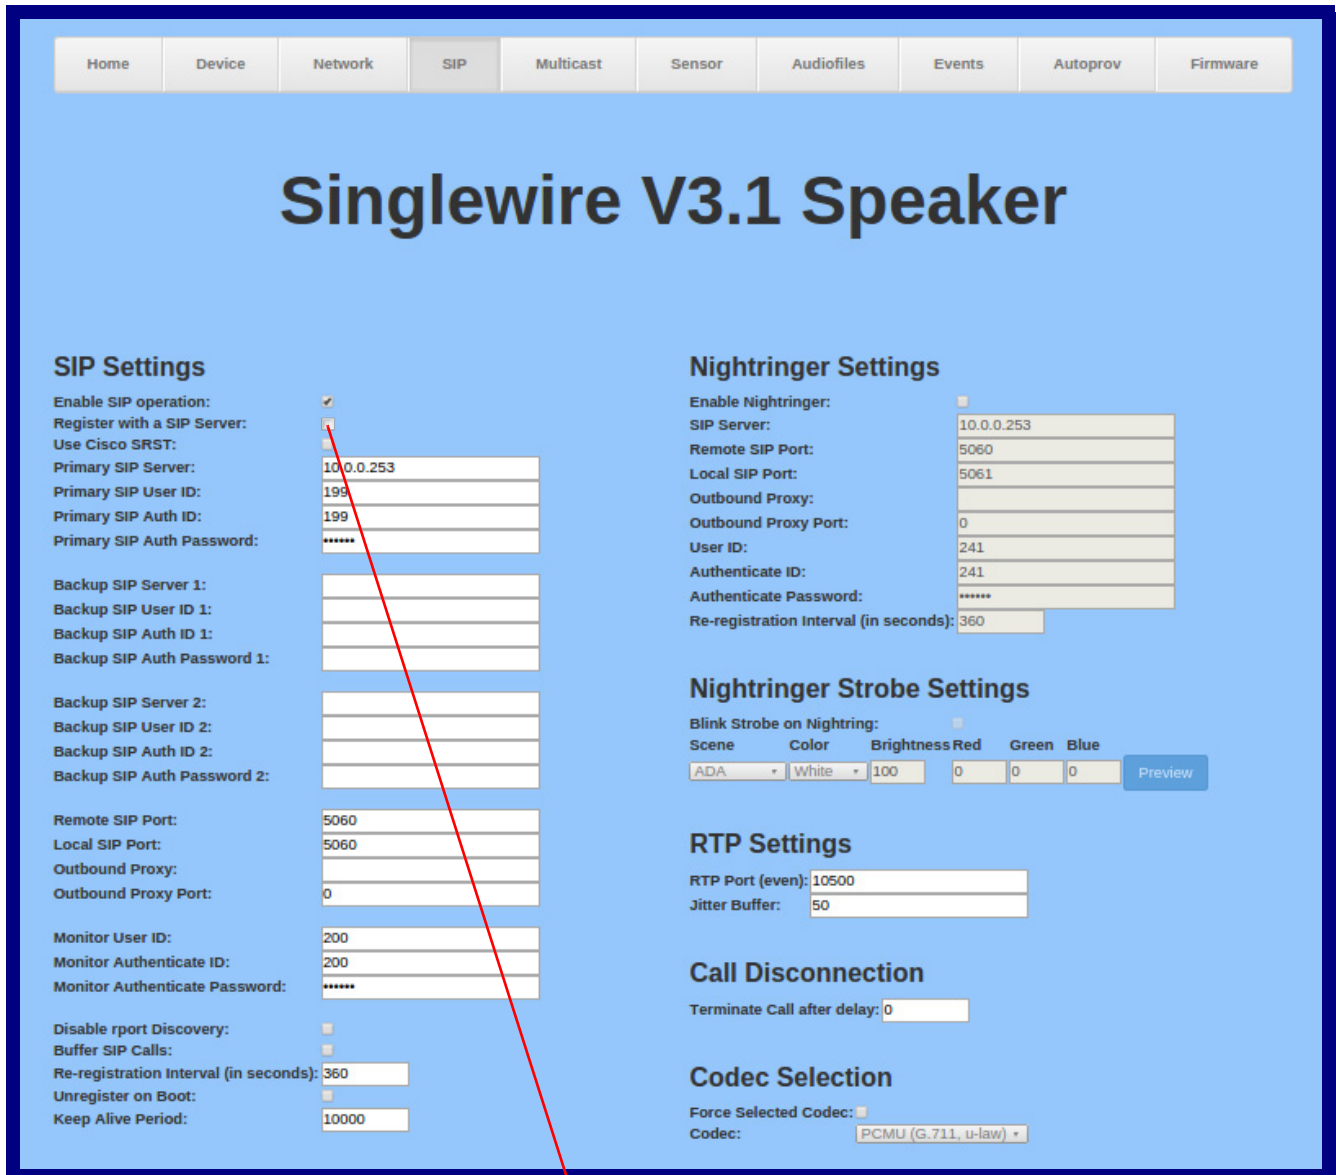 Home Device Network SIP Multicast Sensor Audiofiles Events Autoprov Firmware
Singlewire V3.1 Speaker
SIP Settings
Enable SIP operation:
Register with a SIP Server:
Use Cisco SRST:
Primary SIP Server: 10.0.0.253
Primary SIP User ID: 199
Primary SIP Auth ID: 199
Primary SIP Auth Password: ••••••
Backup SIP Server 1:
Backup SIP User ID 1:
Backup SIP Auth ID 1:
Backup SIP Auth Password 1:
Backup SIP Server 2:
Backup SIP User ID 2:
Backup SIP Auth ID 2:
Backup SIP Auth Password 2:
Remote SIP Port: 5060
Local SIP Port: 5060
Outbound Proxy:
Outbound Proxy Port: 0
Monitor User ID: 200
Monitor Authenticate ID: 200
Monitor Authenticate Password: ••••••
Disable rport Discovery:
Buffer SIP Calls:
Re-registration Interval (in seconds): 360
Unregister on Boot:
Keep Alive Period: 10000
Nightringer Settings
Enable Nightringer:
SIP Server: 10.0.0.253
Remote SIP Port: 5060
Local SIP Port: 5061
Outbound Proxy:
Outbound Proxy Port: 0
User ID: 241
Authenticate ID: 241
Authenticate Password: ••••••
Re-registration Interval (in seconds): 360
Nightringer Strobe Settings
Blink Strobe on Nightring:
Scene Color Brightness Red Green Blue
ADA White 100 0 0 0 Preview
RTP Settings
RTP Port (even): 10500
Jitter Buffer: 50
Call Disconnection
Terminate Call after delay: 0
Codec Selection
Force Selected Codec:
Codec: PCMU (G.711, u-law)